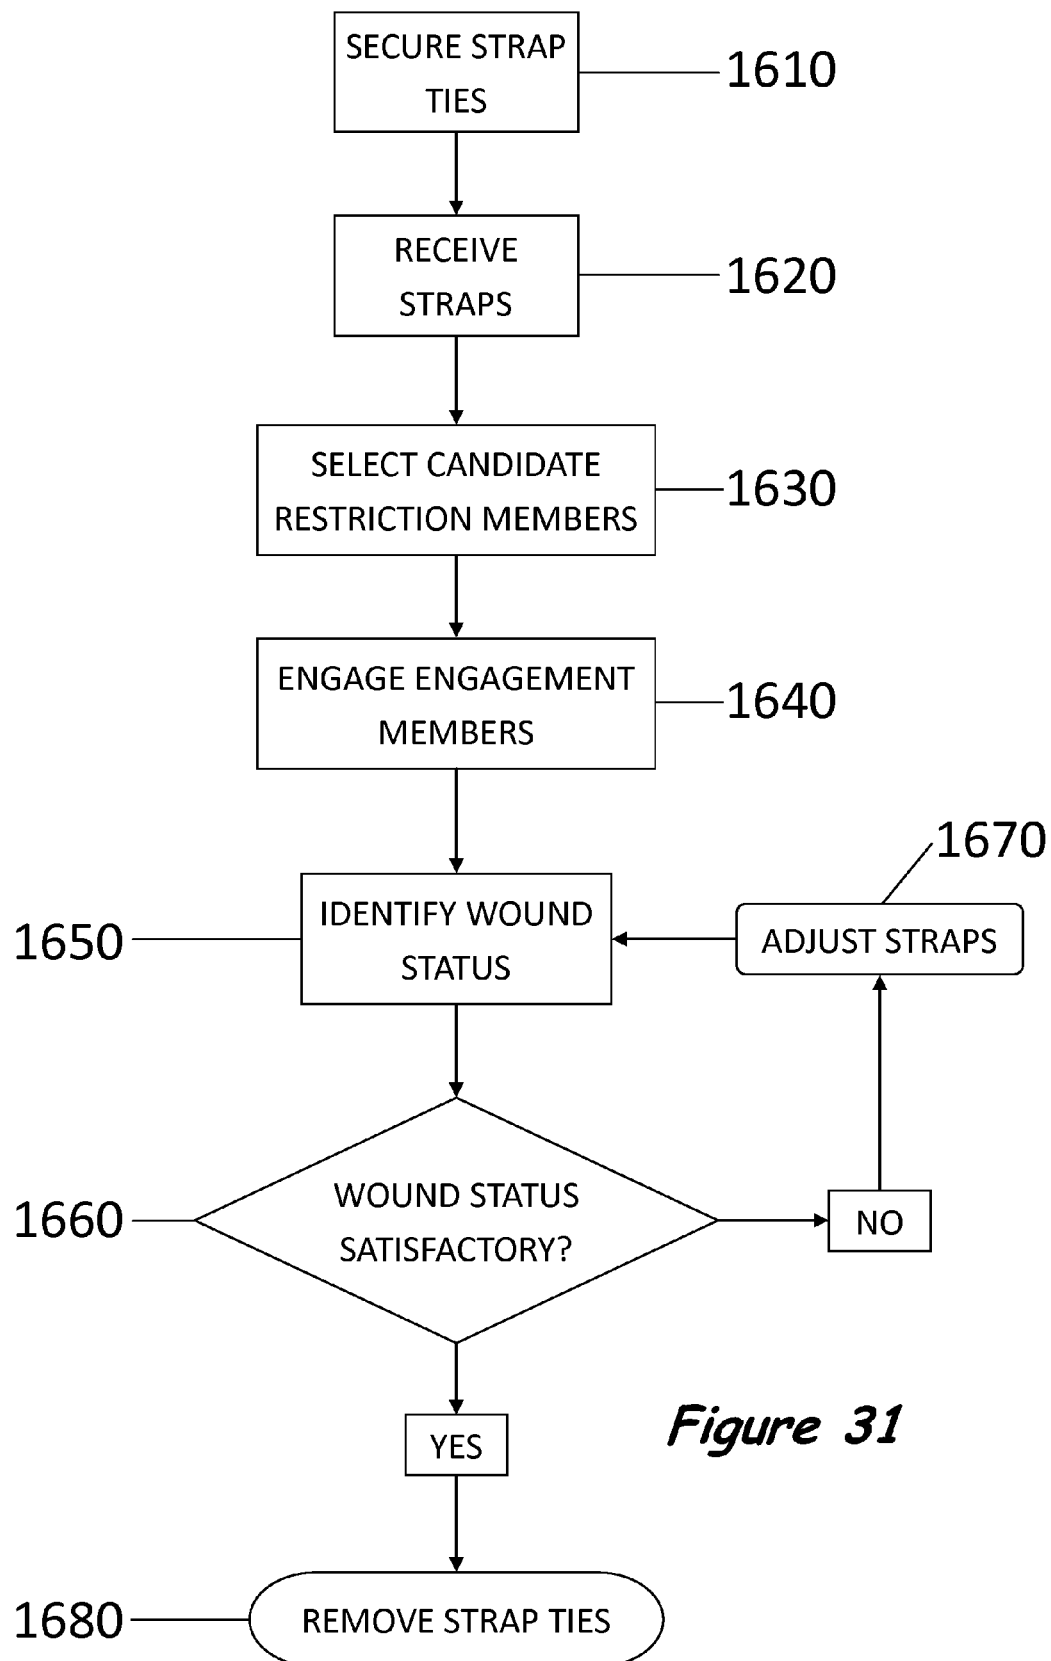 SECURE STRAP
TIES
1610
RECEIVE
STRAPS
1620
SELECT CANDIDATE
RESTRICTION MEMBERS
1630
ENGAGE ENGAGEMENT
MEMBERS
1640
1670
1650
IDENTIFY WOUND
STATUS
ADJUST STRAPS
1660
WOUND STATUS
SATISFACTORY?
NO
YES
Figure 31
1680
REMOVE STRAP TIES